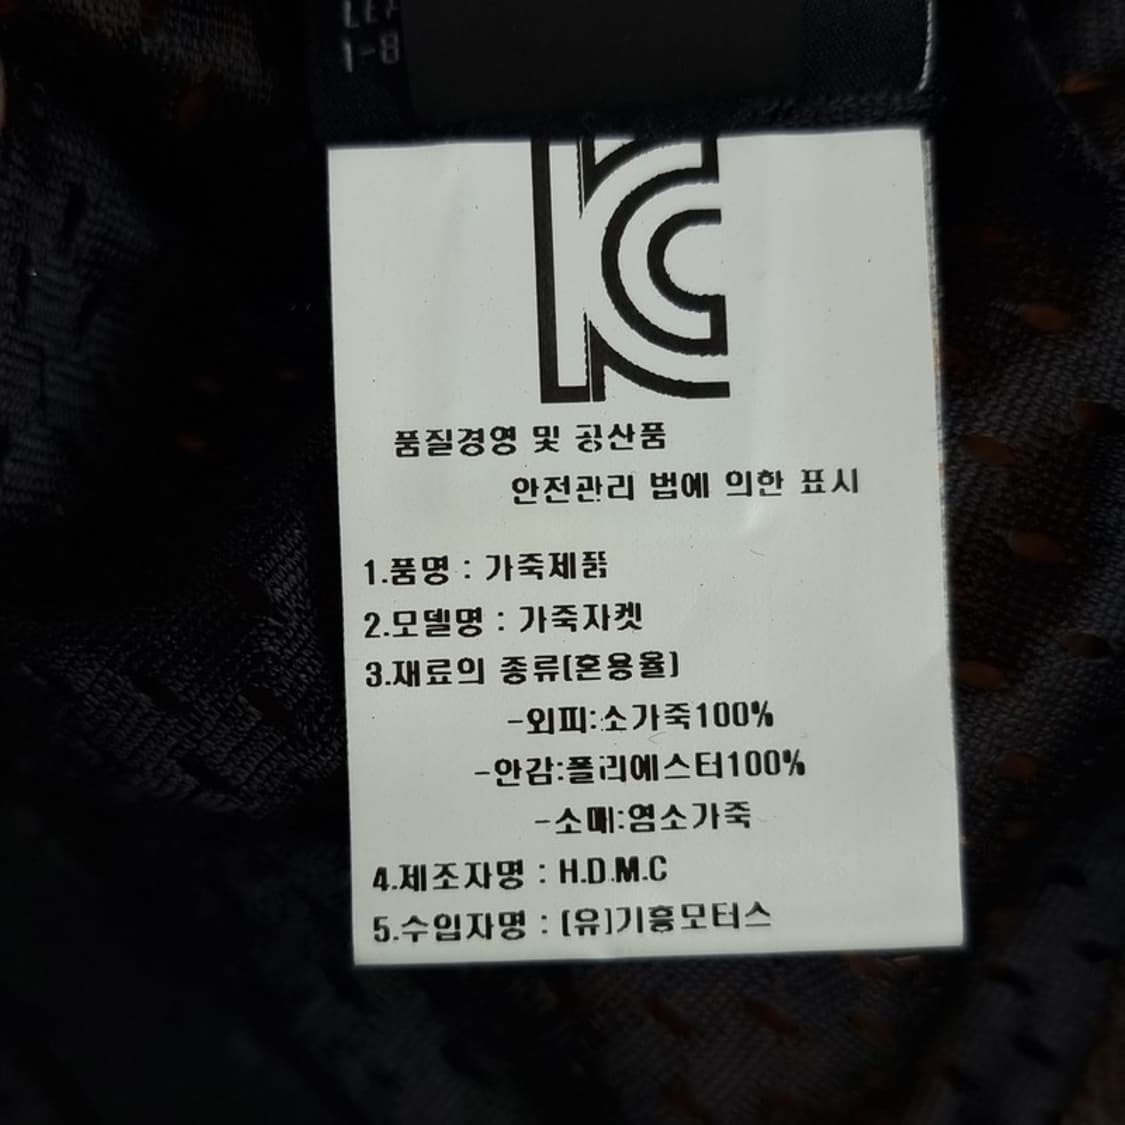 1-8
KC
품질경영 및 공산품
안전관리 법에 의한 표시
1.품명 : 가죽제품
2.모델명 : 가죽자켓
3.재료의 종류(혼용율)
-외피:소가죽100%
-안감:폴리에스터100%
-소매:염소가죽
4.제조자명 : H.D.M.C
5.수입자명 : (유)기흥모터스